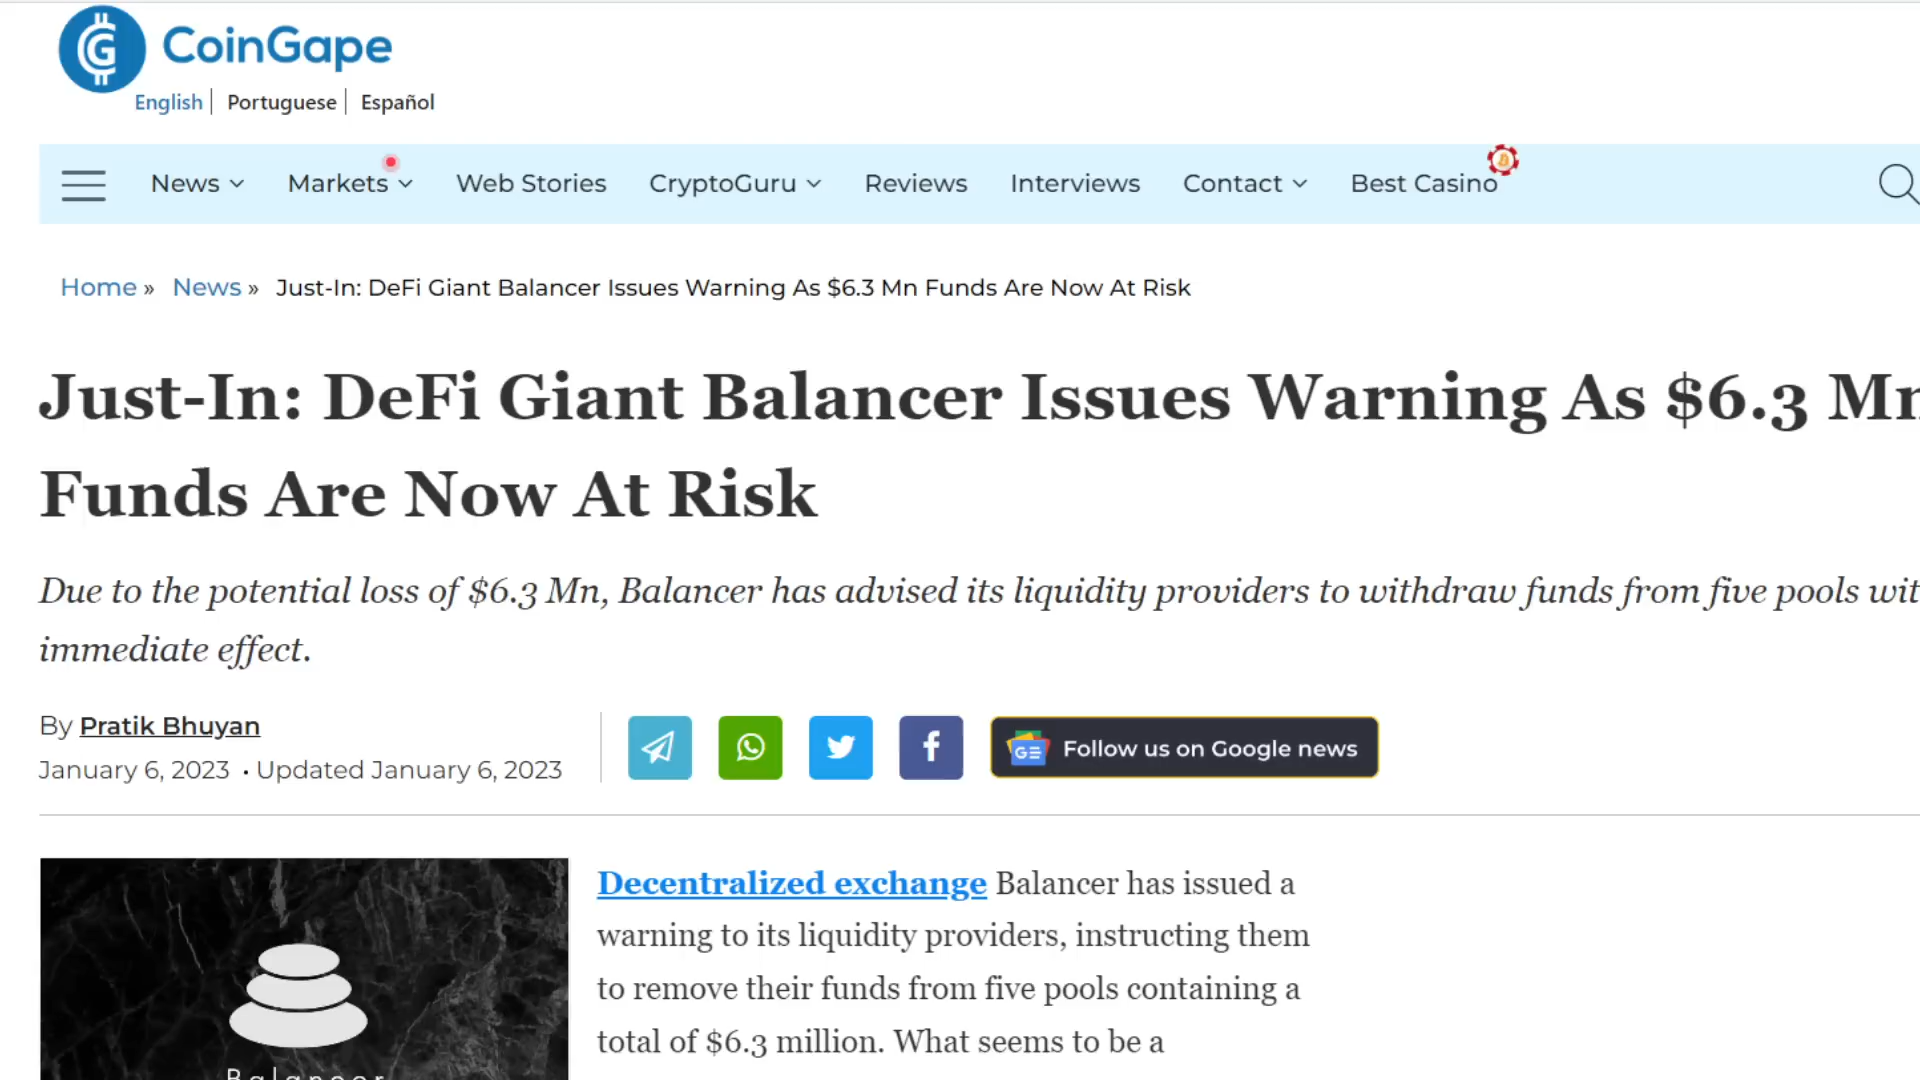 CoinGape
English | Portuguese | Español
News Markets Web Stories CryptoGuru Reviews Interviews Contact Best Casino
Home » News » Just-In: DeFi Giant Balancer Issues Warning As $6.3 Mn Funds Are Now At Risk
Just-In: DeFi Giant Balancer Issues Warning As $6.3 Mn
Funds Are Now At Risk
Due to the potential loss of $6.3 Mn, Balancer has advised its liquidity providers to withdraw funds from five pools wit
immediate effect.
By Pratik Bhuyan
January 6, 2023 • Updated January 6, 2023
GE Follow us on Google news
Decentralized exchange Balancer has issued a
warning to its liquidity providers, instructing them
to remove their funds from five pools containing a
total of $6.3 million. What seems to be a
Balancer